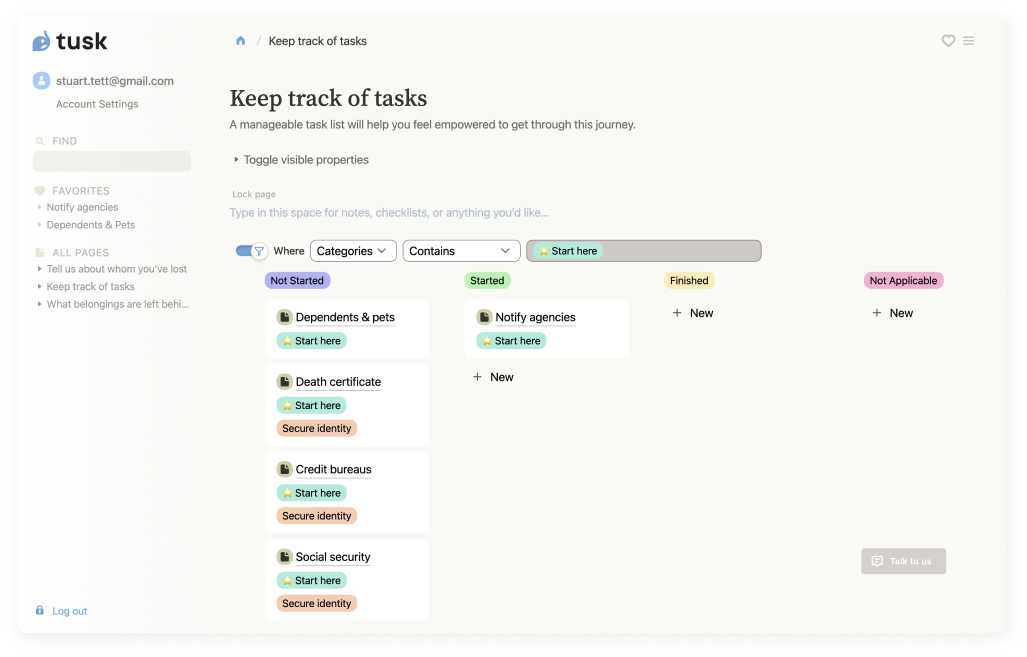 tusk
stuart.tett@gmail.com
Account Settings
FIND
FAVORITES
Notify agencies
Dependents & Pets
ALL PAGES
Tell us about whom you've lost
Keep track of tasks
What belongings are left behi...
Log out
/ Keep track of tasks
Keep track of tasks
A manageable task list will help you feel empowered to get through this journey.
Toggle visible properties
Lock page
Type in this space for notes, checklists, or anything you'd like...
Where Categories Contains ⭐ Start here
Not Started
Dependents & pets
⭐ Start here
Death certificate
⭐ Start here
Secure identity
Credit bureaus
⭐ Start here
Secure identity
Social security
⭐ Start here
Secure identity
Started
Notify agencies
⭐ Start here
+ New
Finished
+ New
Not Applicable
+ New
Talk to us